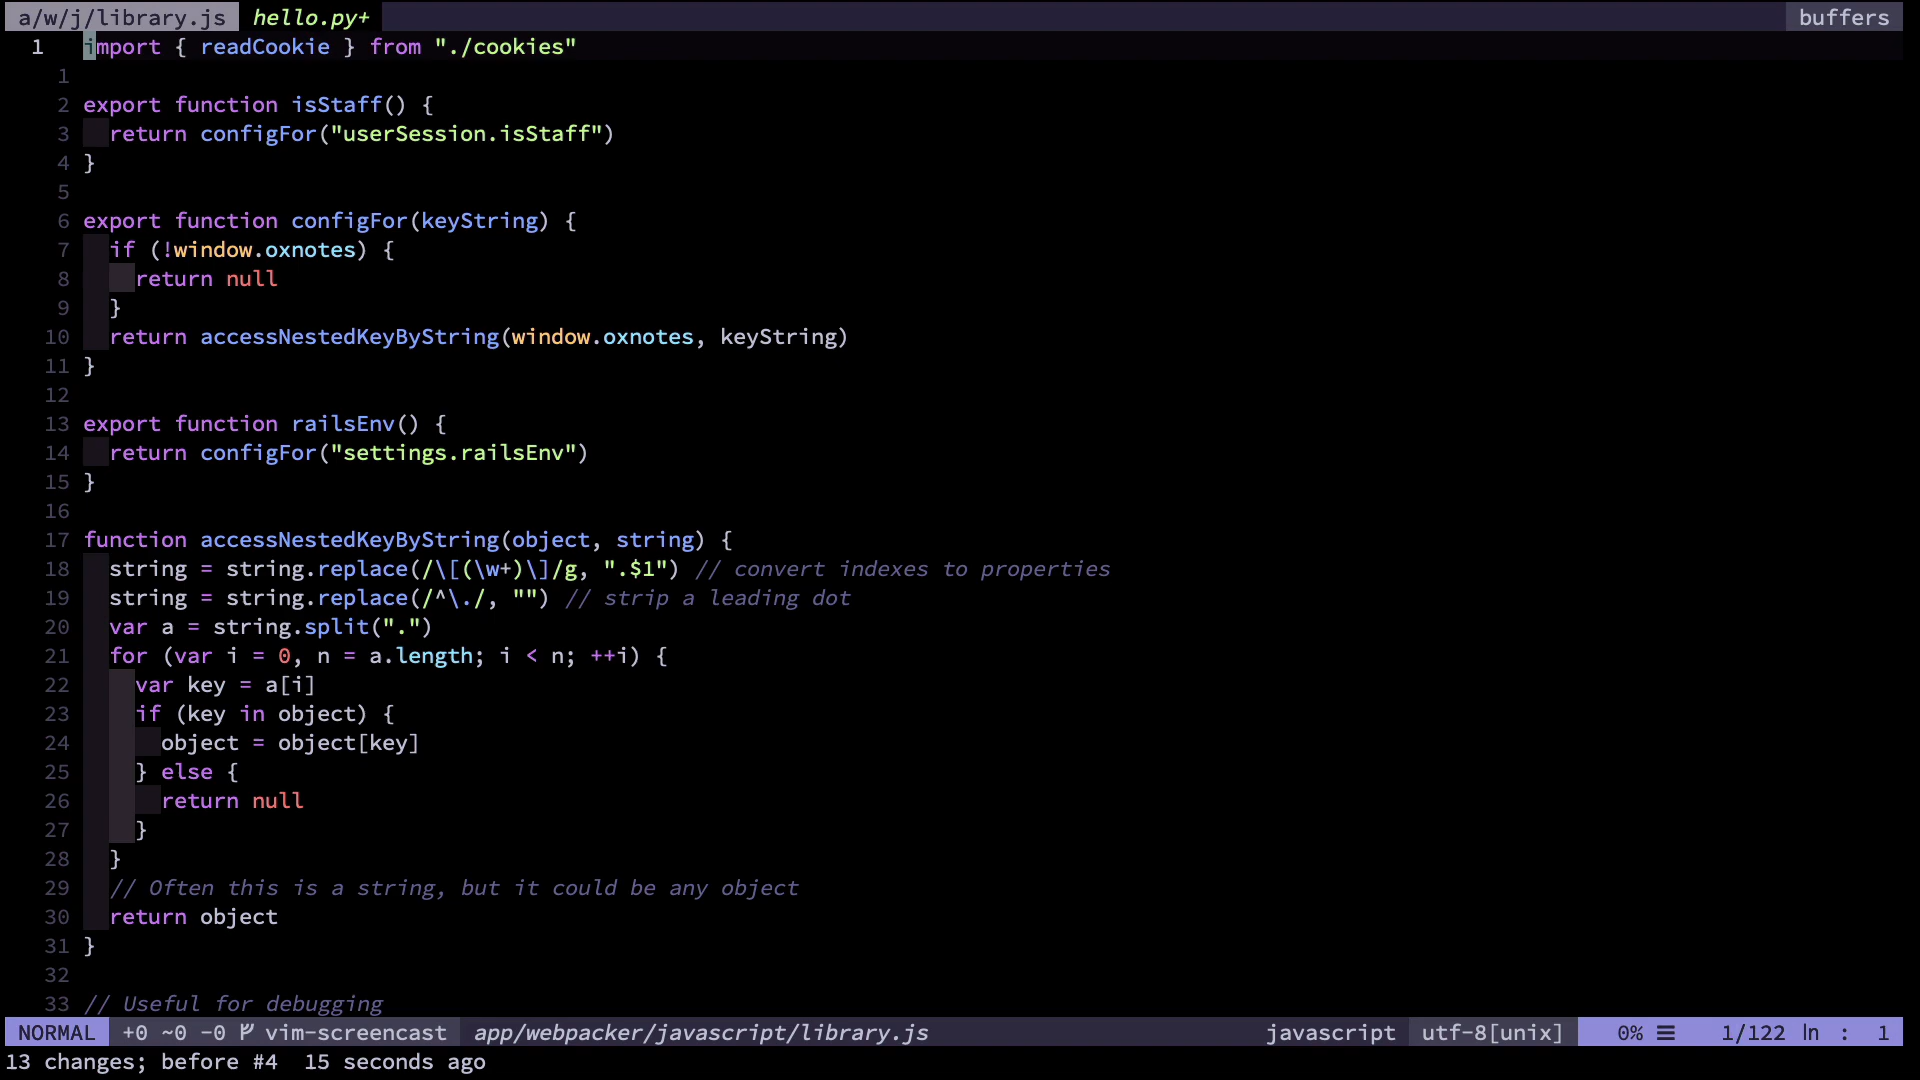 a/w/j/library.js hello.py+ buffers
1 import { readCookie } from "./cookies"
1
2 export function isStaff() {
3 return configFor("userSession.isStaff")
4 }
5
6 export function configFor(keyString) {
7 if (!window.oxnotes) {
8 return null
9 }
10 return accessNestedKeyByString(window.oxnotes, keyString)
11 }
12
13 export function railsEnv() {
14 return configFor("settings.railsEnv")
15 }
16
17 function accessNestedKeyByString(object, string) {
18 string = string.replace(/\[(\w+)\]/g, ".$1") // convert indexes to properties
19 string = string.replace(/^\./, "") // strip a leading dot
20 var a = string.split(".")
21 for (var i = 0, n = a.length; i < n; ++i) {
22 var key = a[i]
23 if (key in object) {
24 object = object[key]
25 } else {
26 return null
27 }
28 }
29 // Often this is a string, but it could be any object
30 return object
31 }
32
33 // Useful for debugging
NORMAL +0 ~0 -0 vim-screencast app/webpacker/javascript/library.js javascript utf-8[unix] 0% ☰ 1/122 ln : 1
13 changes; before #4 15 seconds ago